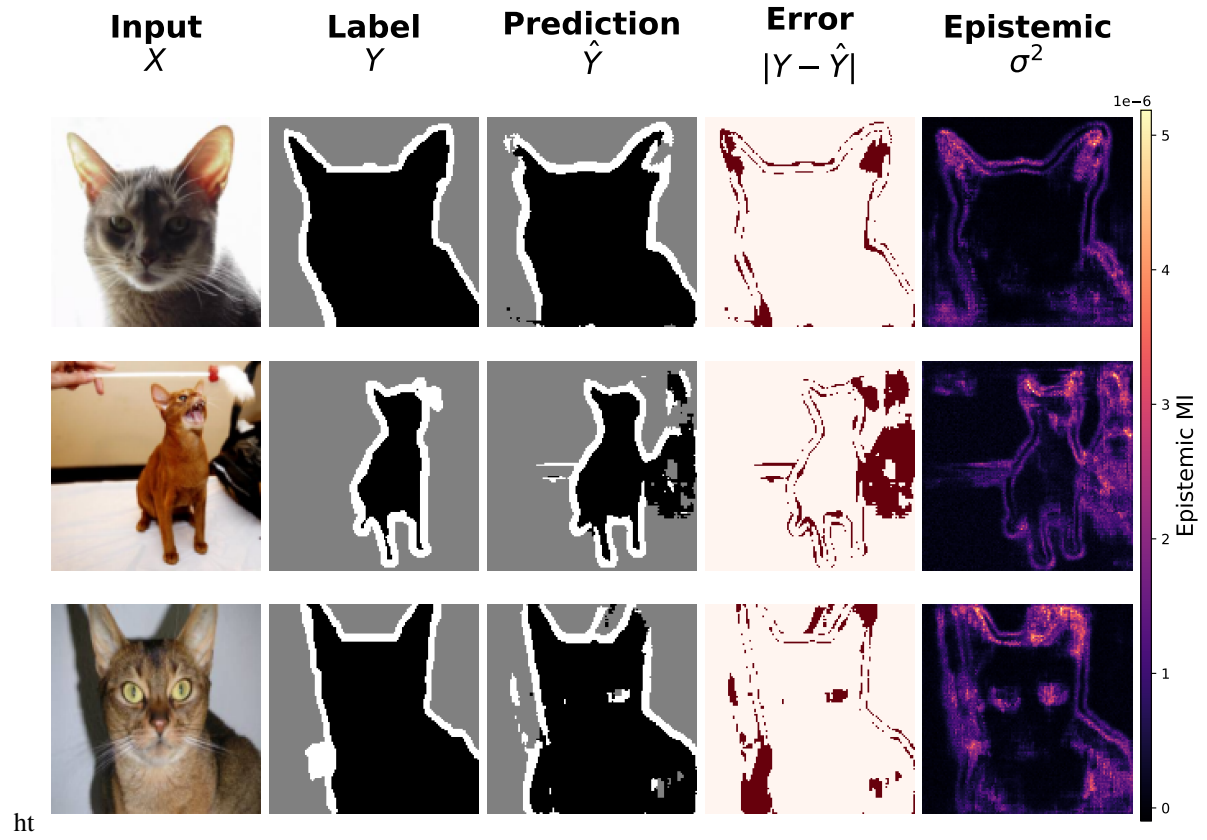 Input
X
Label
Y
Prediction
Ŷ
Error
|Y − Ŷ|
Epistemic
σ²
1e−6
5
4
3
2
1
0
Epistemic MI
ht